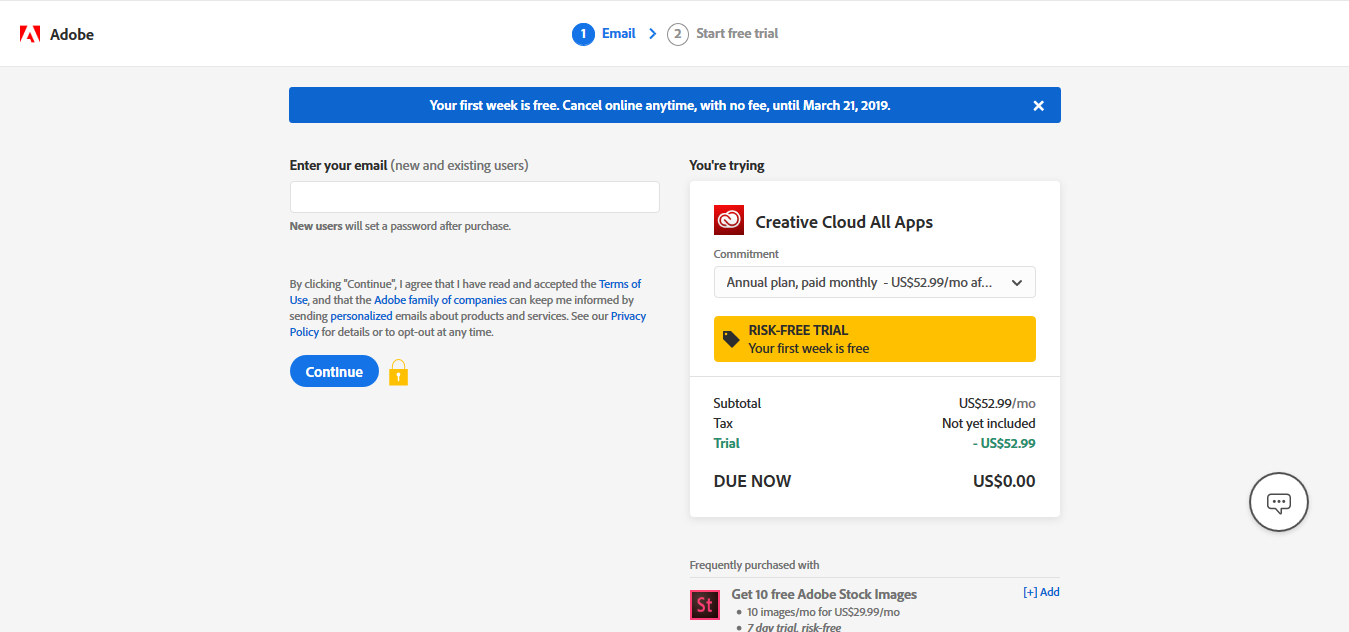 Adobe
1 Email > 2 Start free trial
Your first week is free. Cancel online anytime, with no fee, until March 21, 2019.
Enter your email (new and existing users)
New users will set a password after purchase.
By clicking "Continue", I agree that I have read and accepted the Terms of
Use, and that the Adobe family of companies can keep me informed by
sending personalized emails about products and services. See our Privacy
Policy for details or to opt-out at any time.
Continue
You're trying
Creative Cloud All Apps
Commitment
Annual plan, paid monthly - US$52.99/mo af...
RISK-FREE TRIAL
Your first week is free
Subtotal US$52.99/mo
Tax Not yet included
Trial - US$52.99
DUE NOW US$0.00
Frequently purchased with
St Get 10 free Adobe Stock Images [+] Add
• 10 images/mo for US$29.99/mo
• 7 day trial, risk-free